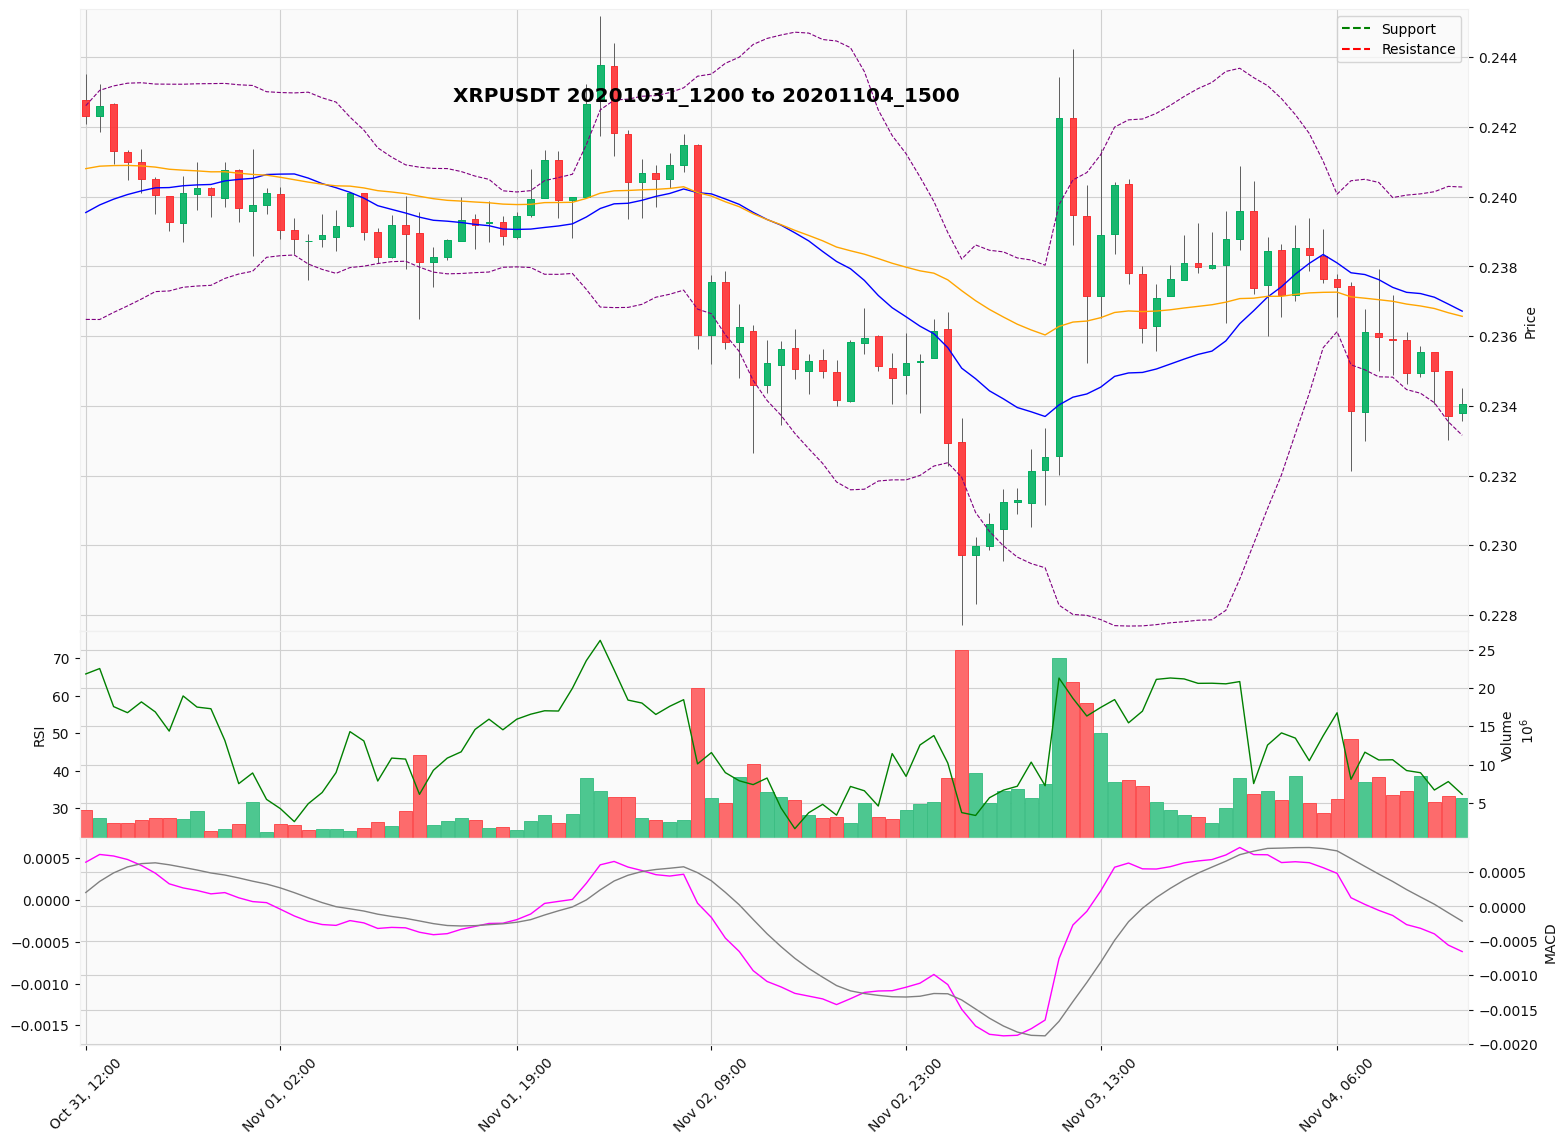 XRPUSDT 20201031_1200 to 20201104_1500
Support
Resistance
0.244
0.242
0.240
0.238
0.236
0.234
0.232
0.230
0.228
Price
70
60
50
40
30
RSI
25
20
15
10
5
Volume
10^6
0.0005
0.0000
−0.0005
−0.0010
−0.0015
0.0005
0.0000
−0.0005
−0.0010
−0.0015
−0.0020
MACD
Oct 31, 12:00
Nov 01, 02:00
Nov 01, 19:00
Nov 02, 09:00
Nov 02, 23:00
Nov 03, 13:00
Nov 04, 06:00